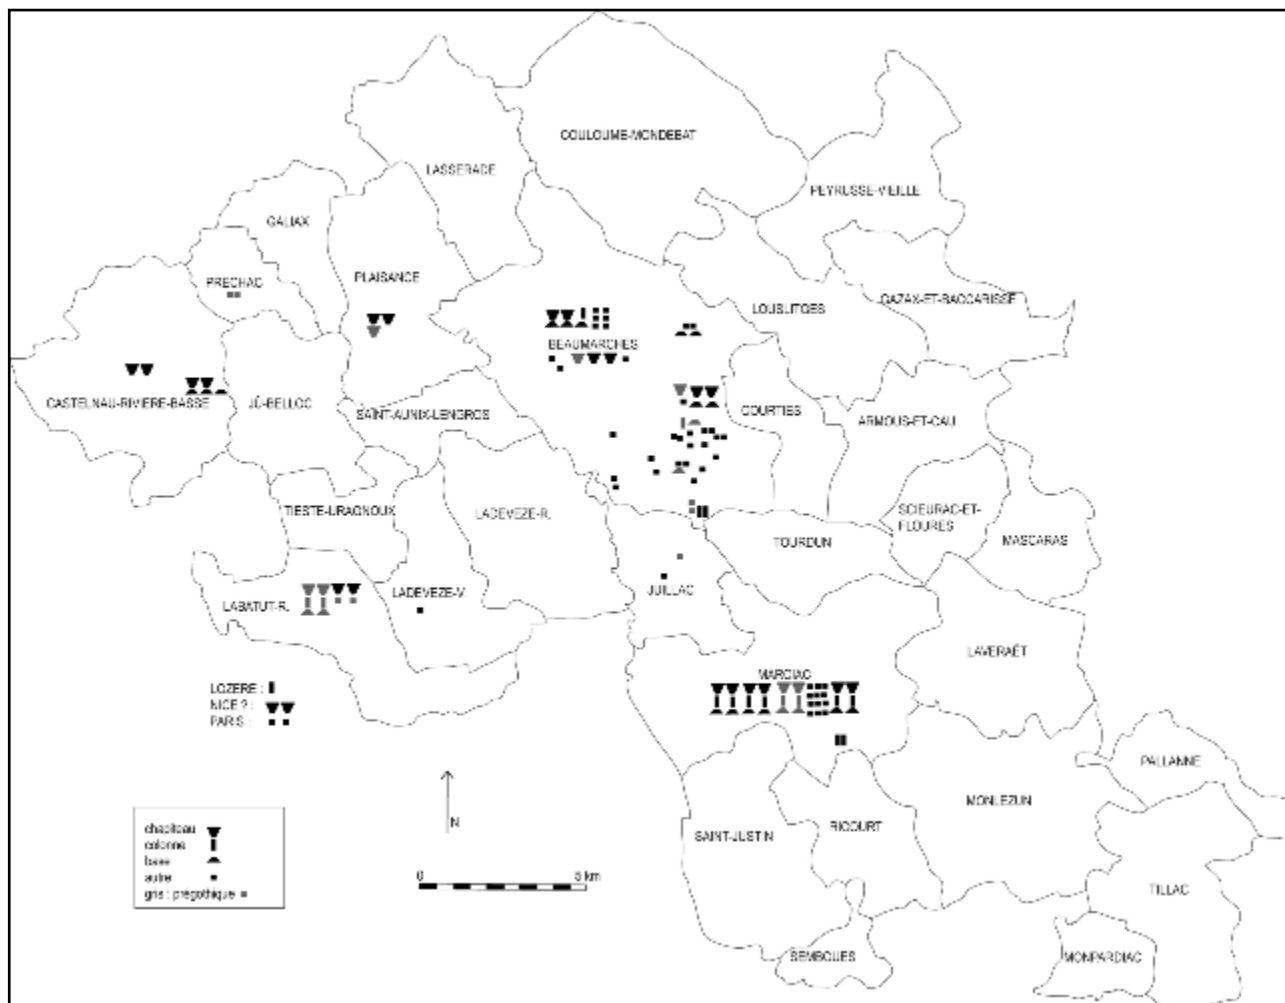 COULOUME-MONDEBAT
LASSERADE
PEYRUSSE-VIEILLE
GALIAX
PRECHAC
PLAISANCE
LOUSLITGES
GAZAX-ET-BACCARISSE
BEAUMARCHES
CASTELNAU-RIVIERE-BASSE
JÛ-BELLOC
SAINT-AUNIX-LENGROS
COURTIES
ARMOUS-ET-CAU
TIESTE-URAGNOUX
LADEVEZE-R.
SCIEURAC-ET-
FLOURES
MASCARAS
TOURDUN
LABATUT-R.
LADEVEZE-V.
JUILLAC
LAVERAËT
MARCIAC
LOZERE :
NICE ? :
PARIS :
PALLANNE
MONLEZUN
SAINT-JUSTIN
RICOURT
TILLAC
SEMBOUES
MONPARDIAC
N
0 5 km
chapiteau
colonne
base
autre
gris : prégothique